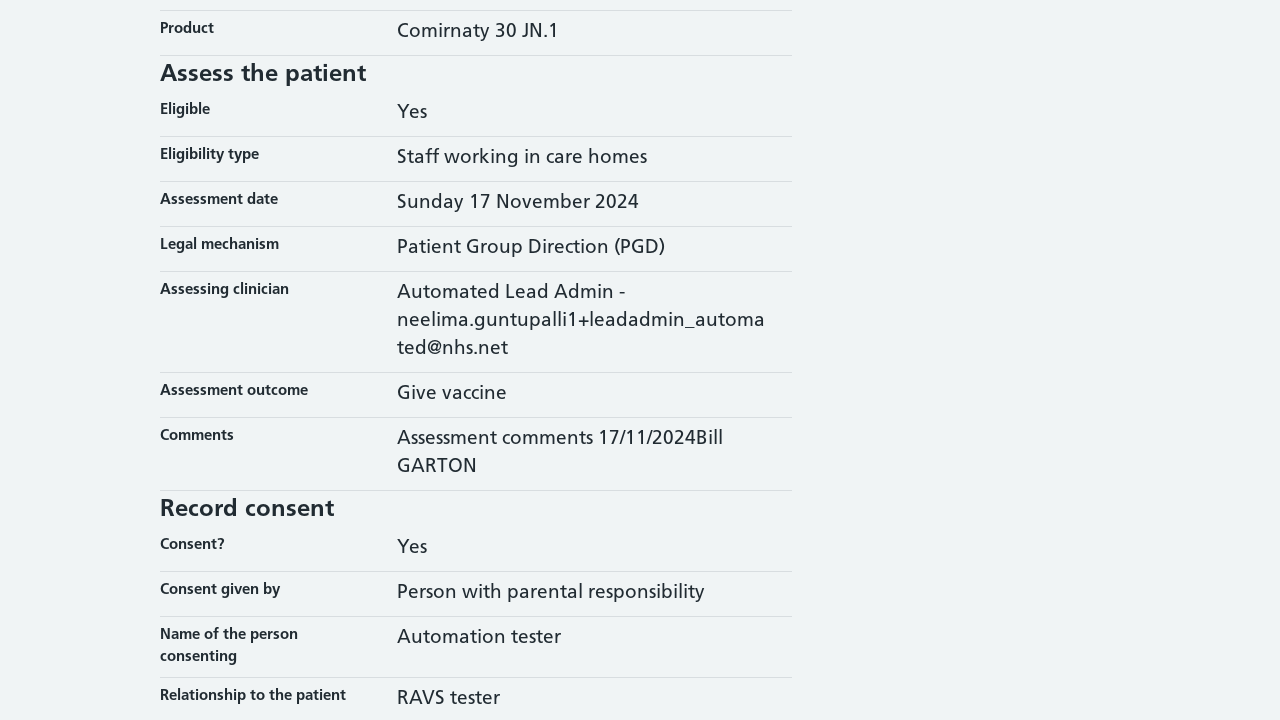 Product
Comirnaty 30 JN.1
Assess the patient
Eligible
Yes
Eligibility type
Staff working in care homes
Assessment date
Sunday 17 November 2024
Legal mechanism
Patient Group Direction (PGD)
Assessing clinician
Automated Lead Admin -
neelima.guntupalli1+leadadmin_automa
ted@nhs.net
Assessment outcome
Give vaccine
Comments
Assessment comments 17/11/2024Bill
GARTON
Record consent
Consent?
Yes
Consent given by
Person with parental responsibility
Name of the person
consenting
Automation tester
Relationship to the patient
RAVS tester